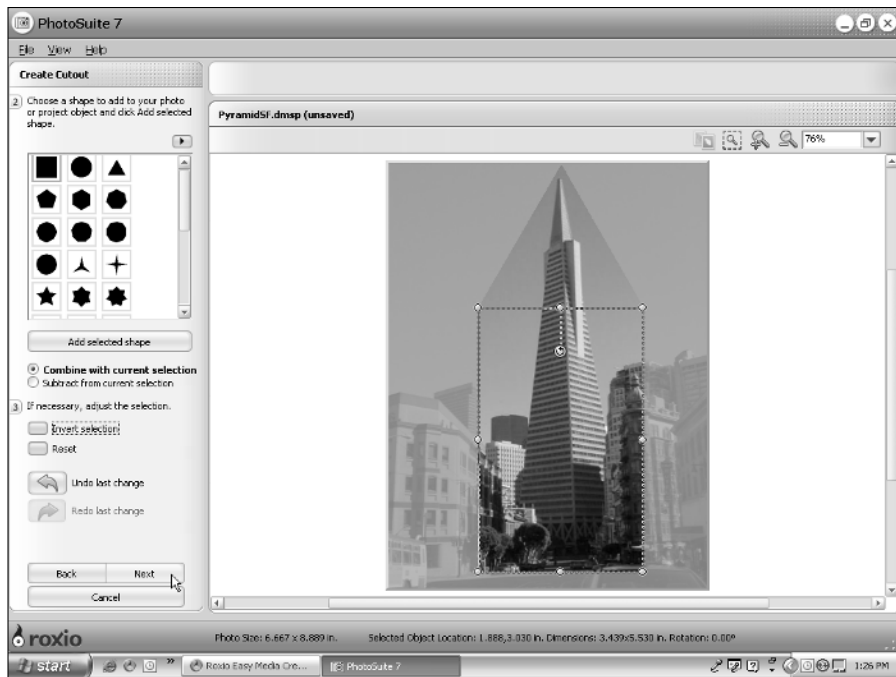 PhotoSuite 7
File View Help
Create Cutout
2 Choose a shape to add to your photo
or project object and click Add selected
shape.
PyramidSF.dmsp (unsaved)
76%
Add selected shape
Combine with current selection
Subtract from current selection
3 If necessary, adjust the selection.
Invert selection
Reset
Undo last change
Redo last change
Back Next
Cancel
roxio
Photo Size: 6.667 x 8.889 in. Selected Object Location: 1.888,3.030 in. Dimensions: 3.439x5.530 in. Rotation: 0.00º
start » Roxio Easy Media Cre... PhotoSuite 7 1:26 PM